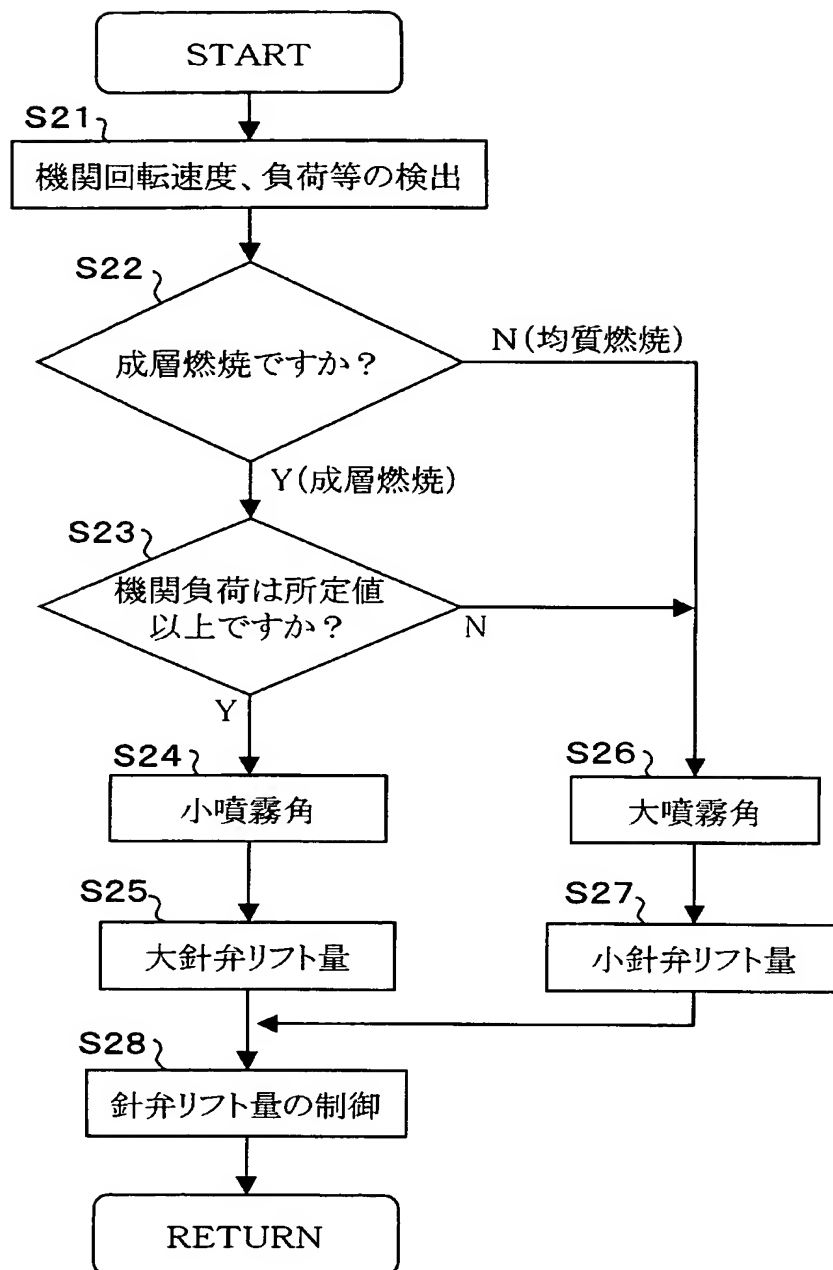 START
S21
機関回転速度、負荷等の検出
S22
成層燃焼ですか？
N（均質燃焼）
Y（成層燃焼）
S23
機関負荷は所定値
以上ですか？
N
Y
S24
小噴霧角
S26
大噴霧角
S25
大針弁リフト量
S27
小針弁リフト量
S28
針弁リフト量の制御
RETURN